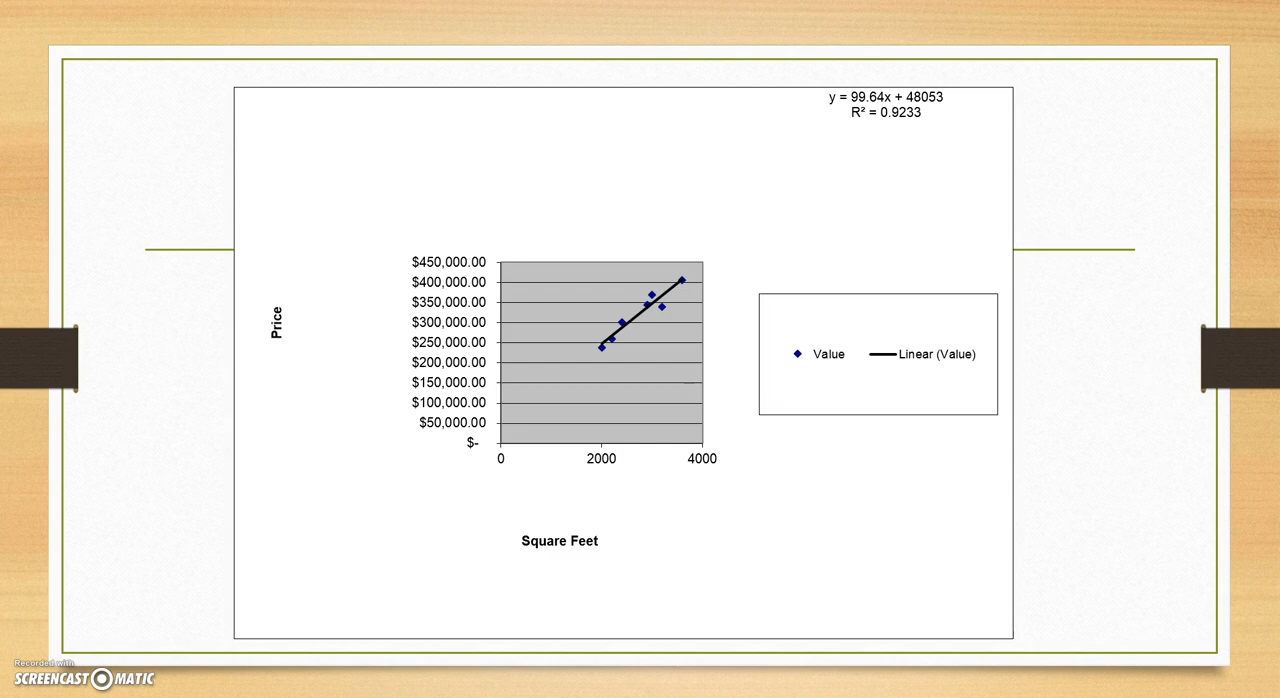 y = 99.64x + 48053
R² = 0.9233
$450,000.00
$400,000.00
$350,000.00
$300,000.00
$250,000.00
$200,000.00
$150,000.00
$100,000.00
$50,000.00
$-
0 2000 4000
Price
Square Feet
Value Linear (Value)
Recorded with
SCREENCAST MATIC